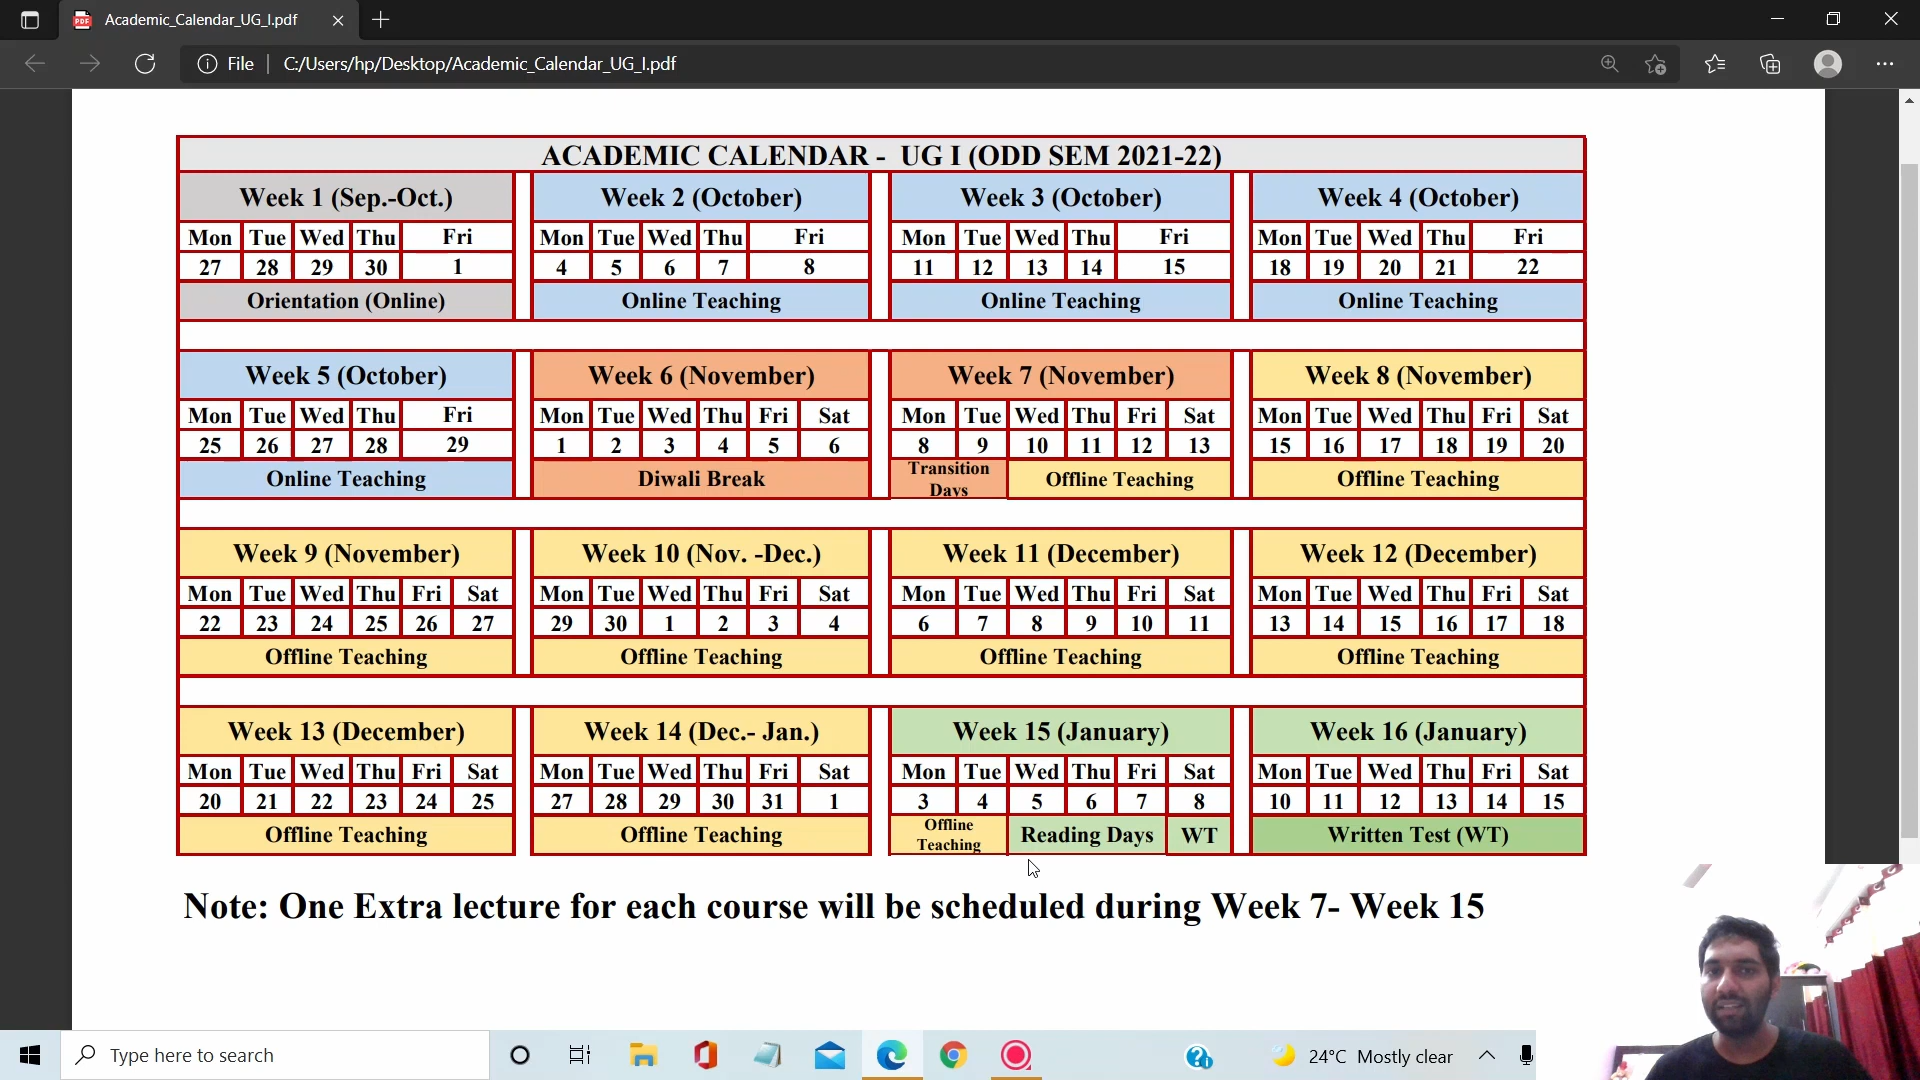 Academic_Calendar_UG_I.pdf
File | C:/Users/hp/Desktop/Academic_Calendar_UG_I.pdf
ACADEMIC CALENDAR - UG I (ODD SEM 2021-22)
Week 1 (Sep.-Oct.) Week 2 (October) Week 3 (October) Week 4 (October)
Mon Tue Wed Thu Fri Mon Tue Wed Thu Fri Mon Tue Wed Thu Fri Mon Tue Wed Thu Fri
27 28 29 30 1 4 5 6 7 8 11 12 13 14 15 18 19 20 21 22
Orientation (Online) Online Teaching Online Teaching Online Teaching
Week 5 (October) Week 6 (November) Week 7 (November) Week 8 (November)
Mon Tue Wed Thu Fri Mon Tue Wed Thu Fri Sat Mon Tue Wed Thu Fri Sat Mon Tue Wed Thu Fri Sat
25 26 27 28 29 1 2 3 4 5 6 8 9 10 11 12 13 15 16 17 18 19 20
Online Teaching Diwali Break Transition Days Offline Teaching Offline Teaching
Week 9 (November) Week 10 (Nov. -Dec.) Week 11 (December) Week 12 (December)
Mon Tue Wed Thu Fri Sat Mon Tue Wed Thu Fri Sat Mon Tue Wed Thu Fri Sat Mon Tue Wed Thu Fri Sat
22 23 24 25 26 27 29 30 1 2 3 4 6 7 8 9 10 11 13 14 15 16 17 18
Offline Teaching Offline Teaching Offline Teaching Offline Teaching
Week 13 (December) Week 14 (Dec.- Jan.) Week 15 (January) Week 16 (January)
Mon Tue Wed Thu Fri Sat Mon Tue Wed Thu Fri Sat Mon Tue Wed Thu Fri Sat Mon Tue Wed Thu Fri Sat
20 21 22 23 24 25 27 28 29 30 31 1 3 4 5 6 7 8 10 11 12 13 14 15
Offline Teaching Offline Teaching Offline Teaching Reading Days WT Written Test (WT)
Note: One Extra lecture for each course will be scheduled during Week 7- Week 15
Type here to search 24°C Mostly clear